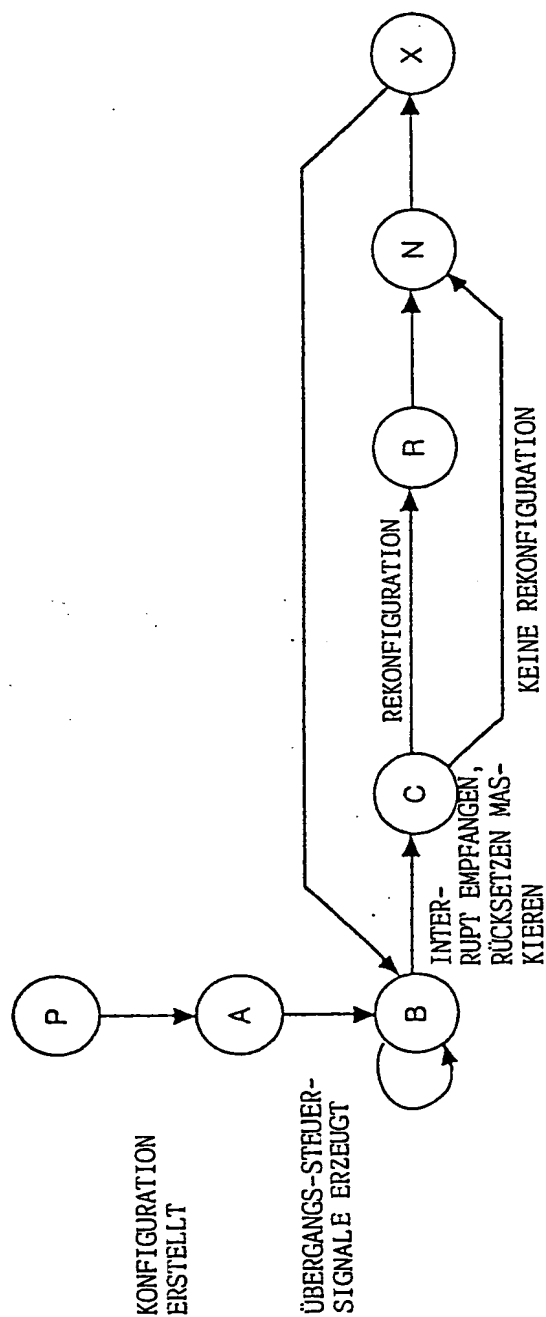 P
KONFIGURATION
ERSTELLT
A
ÜBERGANGS-STEUER-
SIGNALE ERZEUGT
B
INTER-
RUPT EMPFANGEN,
RÜCKSETZEN MAS-
KIEREN
C
REKONFIGURATION
KEINE REKONFIGURATION
R
N
X